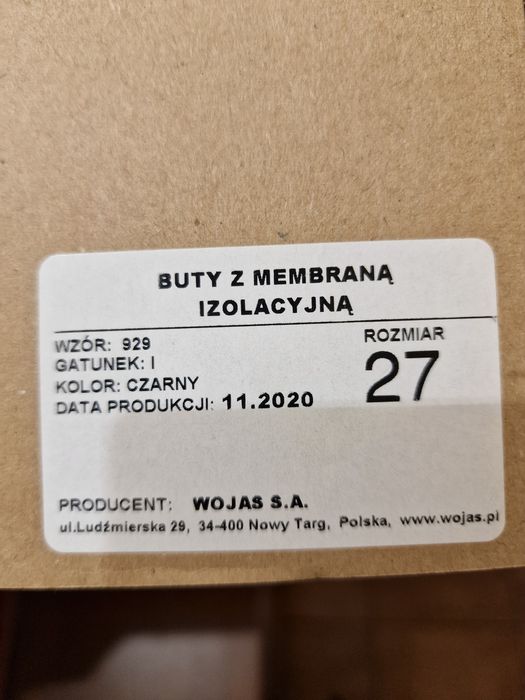 BUTY Z MEMBRANĄ
IZOLACYJNĄ
WZÓR: 929
GATUNEK: I
KOLOR: CZARNY
DATA PRODUKCJI: 11.2020
ROZMIAR
27
PRODUCENT: WOJAS S.A.
ul.Ludźmierska 29, 34-400 Nowy Targ, Polska, www.wojas.pl